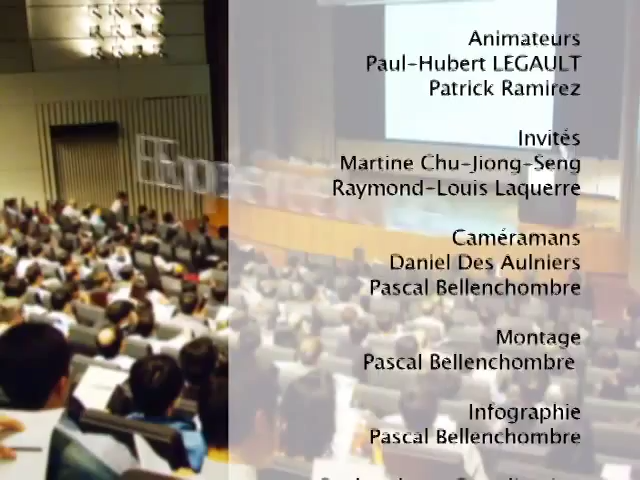 Animateurs
Paul-Hubert LEGAULT
Patrick Ramirez
Invités
Martine Chu-Jiong-Seng
Raymond-Louis Laquerre
Caméramans
Daniel Des Aulniers
Pascal Bellenchombre
Montage
Pascal Bellenchombre
Infographie
Pascal Bellenchombre